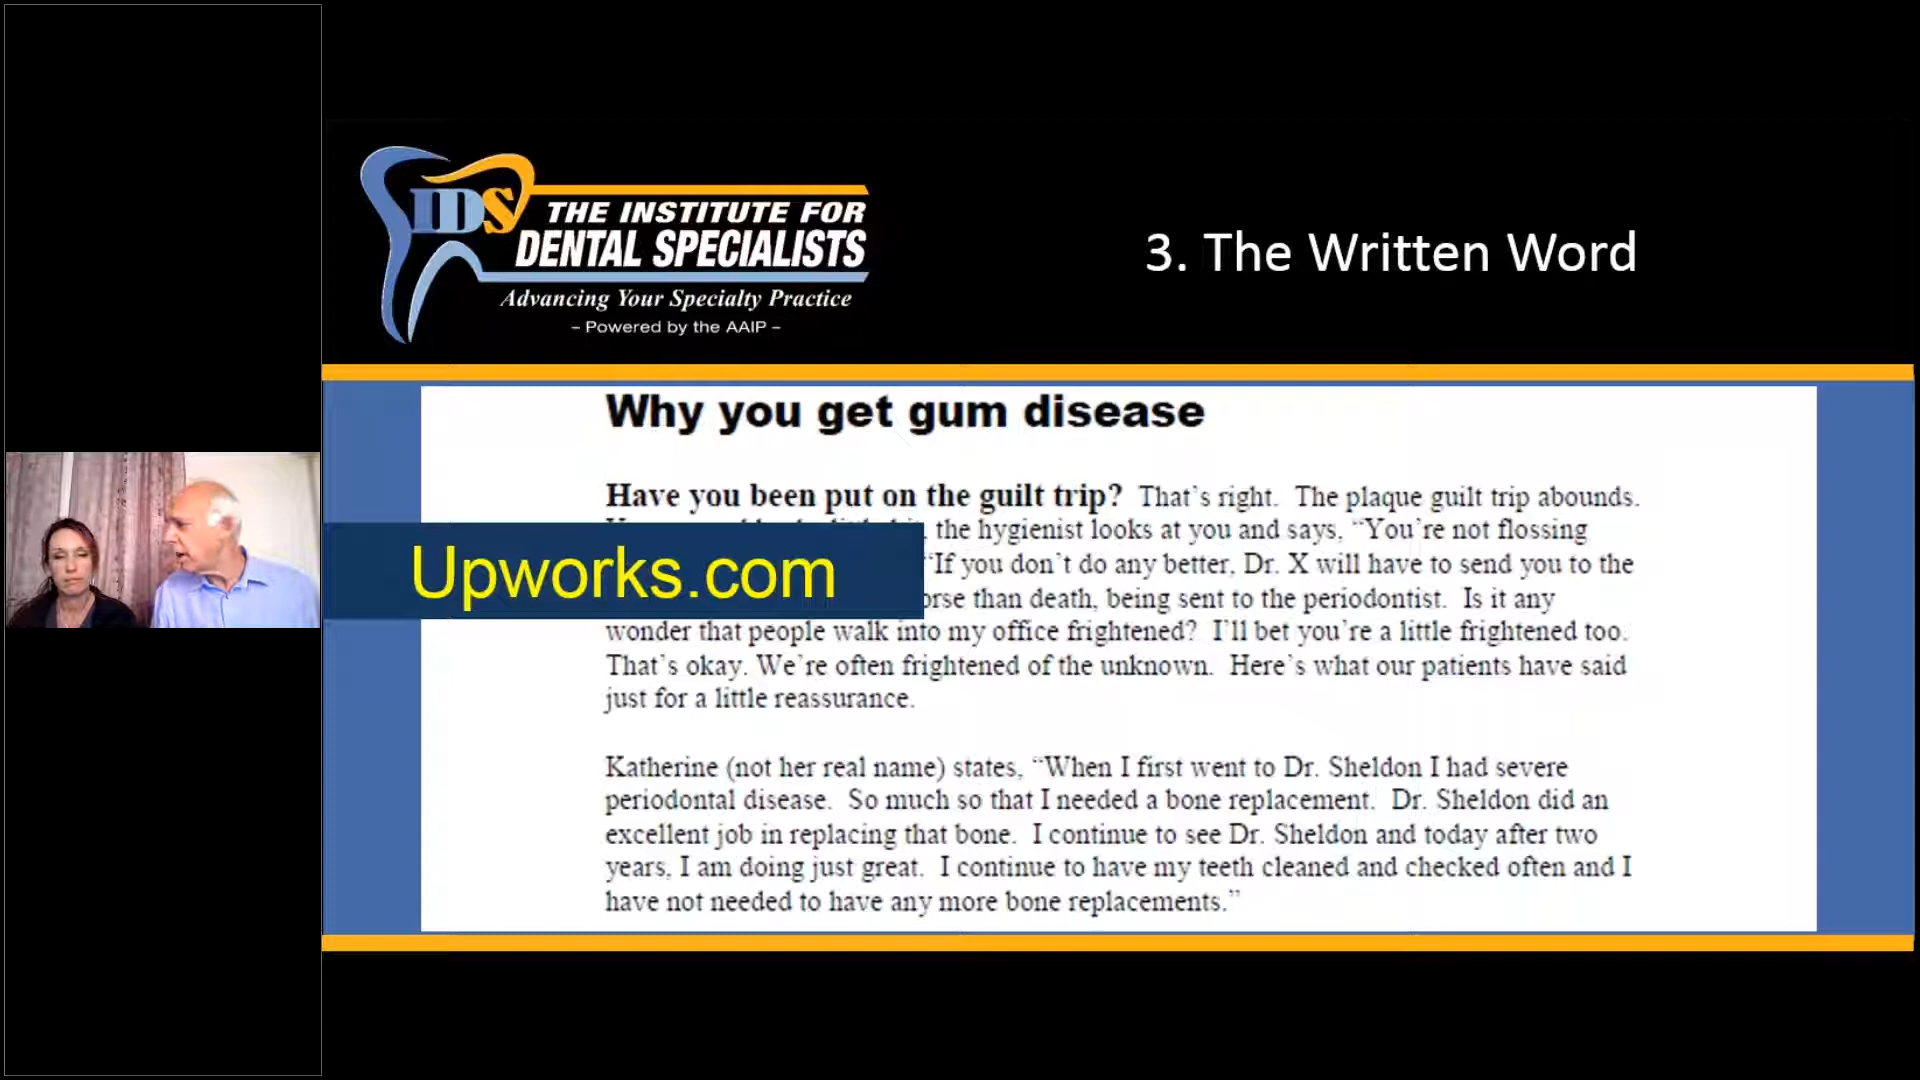 IDS
THE INSTITUTE FOR
DENTAL SPECIALISTS
Advancing Your Specialty Practice
– Powered by the AAIP –
3. The Written Word
Why you get gum disease
Have you been put on the guilt trip? That's right. The plaque guilt trip abounds.
the hygienist looks at you and says, “You're not flossing
Upworks.com
“If you don't do any better, Dr. X will have to send you to the
than death, being sent to the periodontist. Is it any
wonder that people walk into my office frightened? I'll bet you're a little frightened too.
That's okay. We're often frightened of the unknown. Here's what our patients have said
just for a little reassurance.
Katherine (not her real name) states, “When I first went to Dr. Sheldon I had severe
periodontal disease. So much so that I needed a bone replacement. Dr. Sheldon did an
excellent job in replacing that bone. I continue to see Dr. Sheldon and today after two
years, I am doing just great. I continue to have my teeth cleaned and checked often and I
have not needed to have any more bone replacements.”